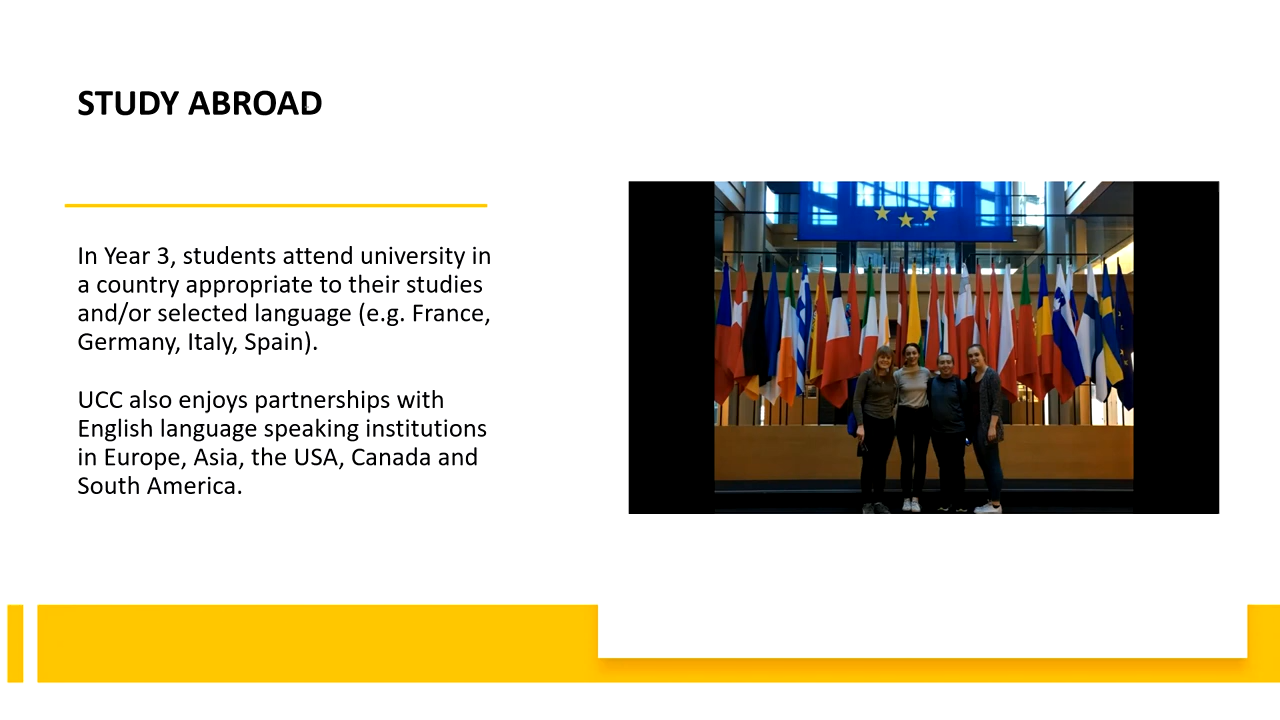 STUDY ABROAD
In Year 3, students attend university in
a country appropriate to their studies
and/or selected language (e.g. France,
Germany, Italy, Spain).
UCC also enjoys partnerships with
English language speaking institutions
in Europe, Asia, the USA, Canada and
South America.